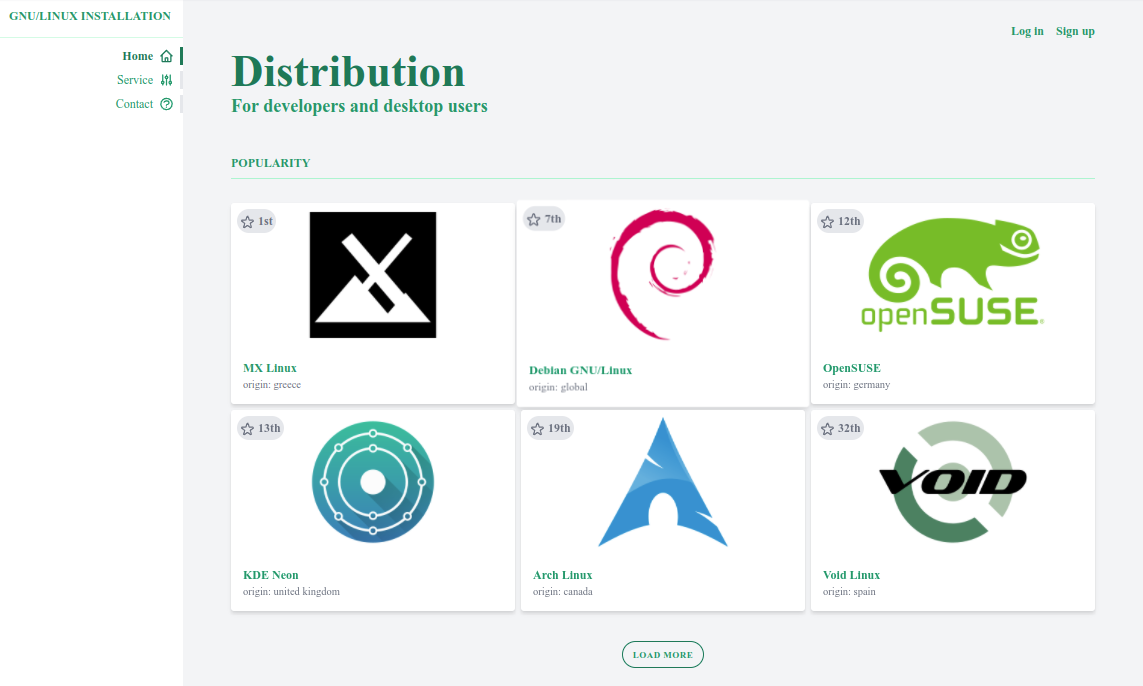 GNU/LINUX INSTALLATION
Home
Service
Contact
Log in Sign up
Distribution
For developers and desktop users
POPULARITY
1st
MX Linux
origin: greece
7th
Debian GNU/Linux
origin: global
12th
openSUSE
OpenSUSE
origin: germany
13th
KDE Neon
origin: united kingdom
19th
Arch Linux
origin: canada
32th
VOID
Void Linux
origin: spain
LOAD MORE